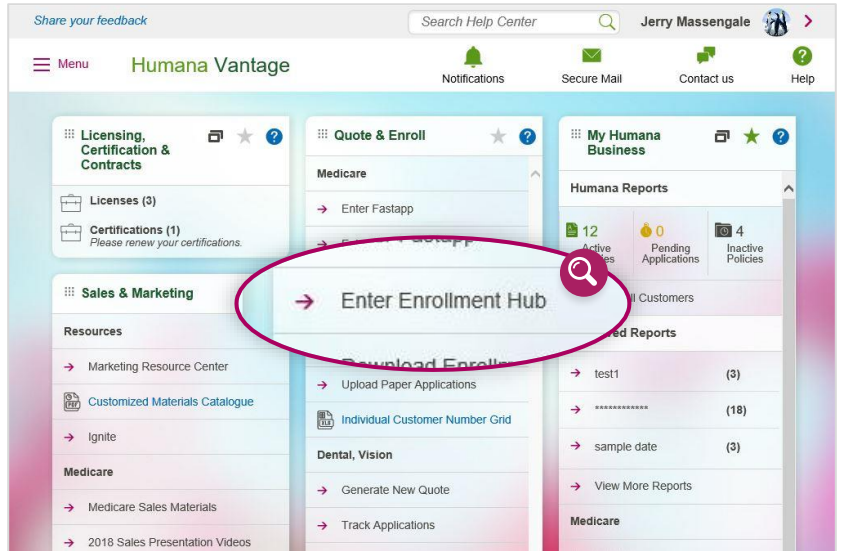 Share your feedback
Search Help Center
Jerry Massengale
Menu
Humana Vantage
Notifications
Secure Mail
Contact us
Help
Licensing,
Certification &
Contracts
Licenses (3)
Certifications (1)
Please renew your certifications.
Sales & Marketing
Resources
Marketing Resource Center
Customized Materials Catalogue
Ignite
Medicare
Medicare Sales Materials
2018 Sales Presentation Videos
Quote & Enroll
Medicare
Enter Fastapp
Enter Enrollment Hub
Download
Upload Paper Applications
Individual Customer Number Grid
Dental, Vision
Generate New Quote
Track Applications
My Humana
Business
Humana Reports
12
Active
0
Pending
Applications
4
Inactive
Policies
Customers
Reports
test1 (3)
************ (18)
sample date (3)
View More Reports
Medicare